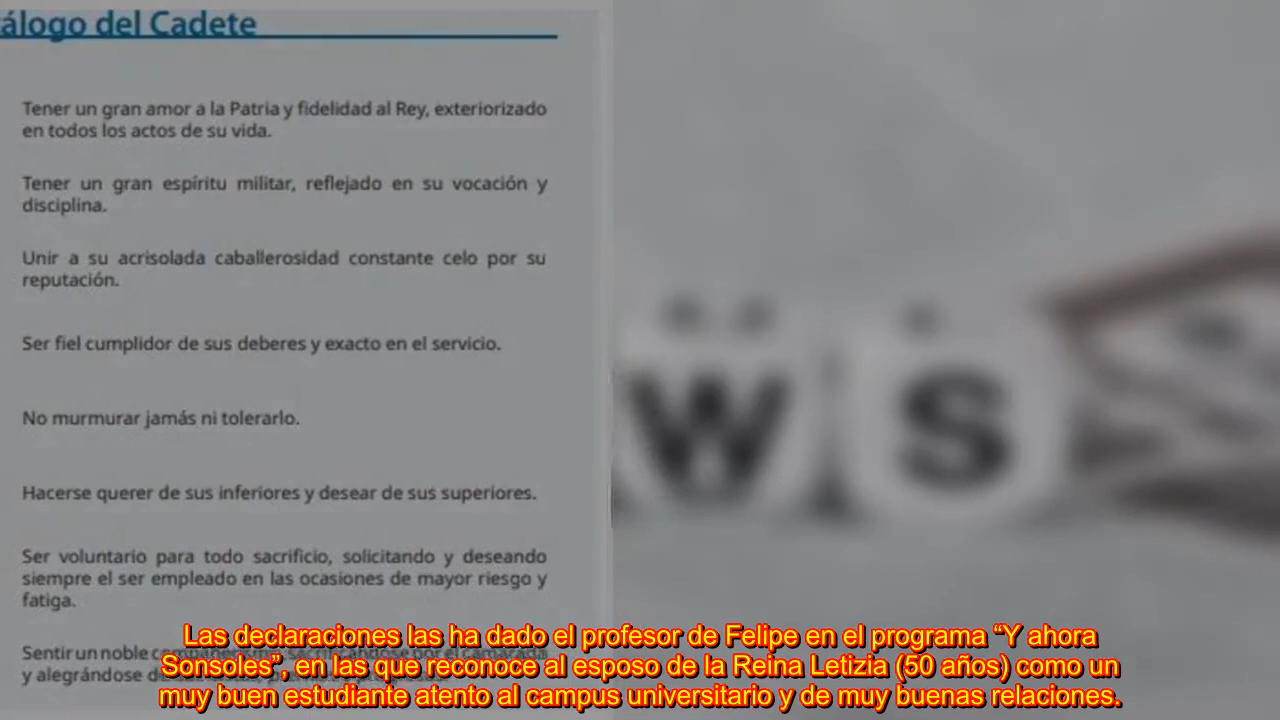 álogo del Cadete
Tener un gran amor a la Patria y fidelidad al Rey, exteriorizado
en todos los actos de su vida.
Tener un gran espíritu militar, reflejado en su vocación y
disciplina.
Unir a su acrisolada caballerosidad constante celo por su
reputación.
Ser fiel cumplidor de sus deberes y exacto en el servicio.
No murmurar jamás ni tolerarlo.
Hacerse querer de sus inferiores y desear de sus superiores.
Ser voluntario para todo sacrificio, solicitando y deseando
siempre el ser empleado en las ocasiones de mayor riesgo y
fatiga.
Sentir un noble compañerismo, sacrificándose por el camarada
y alegrándose de
W S
Las declaraciones las ha dado el profesor de Felipe en el programa “Y ahora
Sonsoles”, en las que reconoce al esposo de la Reina Letizia (50 años) como un
muy buen estudiante atento al campus universitario y de muy buenas relaciones.